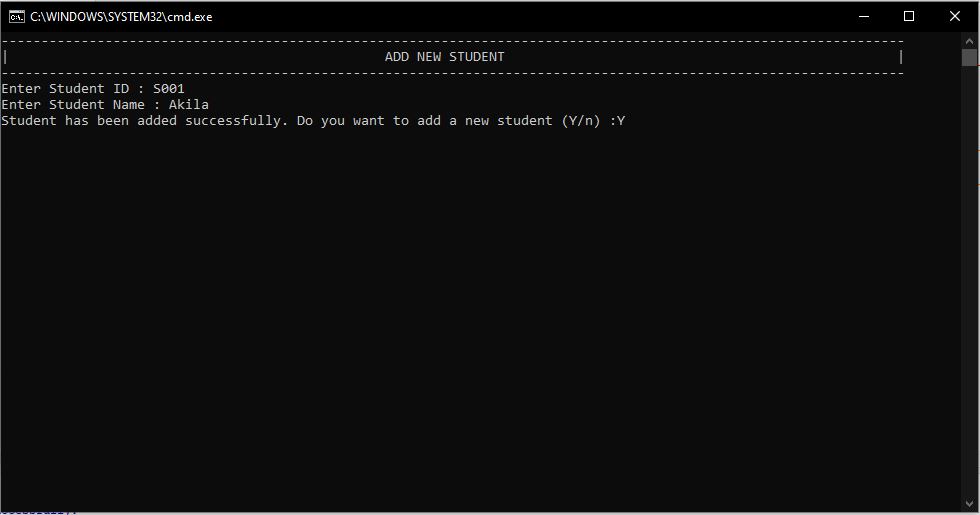 C:\WINDOWS\SYSTEM32\cmd.exe
-----------------------------------------------------------------------------------------------------------------
| ADD NEW STUDENT |
-----------------------------------------------------------------------------------------------------------------
Enter Student ID : S001
Enter Student Name : Akila
Student has been added successfully. Do you want to add a new student (Y/n) :Y